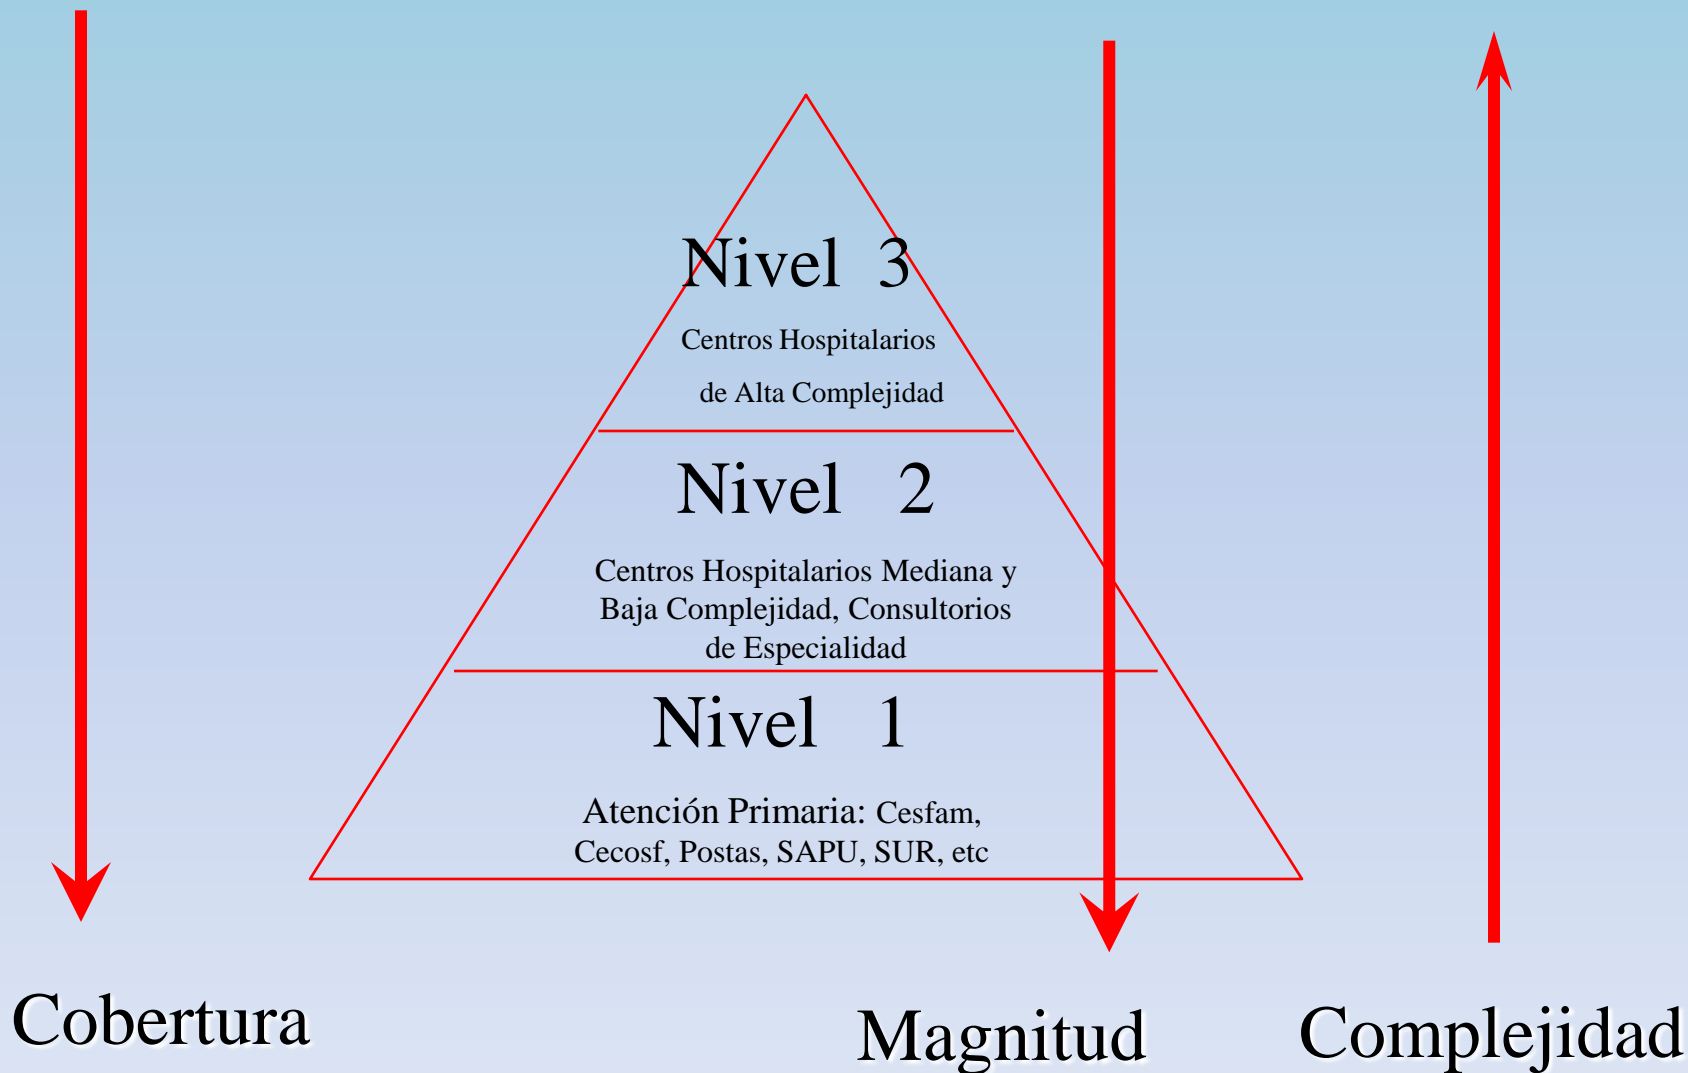 Nivel 3
Centros Hospitalarios
de Alta Complejidad
Nivel 2
Centros Hospitalarios Mediana y
Baja Complejidad, Consultorios
de Especialidad
Nivel 1
Atención Primaria: Cesfam,
Cecosf, Postas, SAPU, SUR, etc
Cobertura
Magnitud
Complejidad